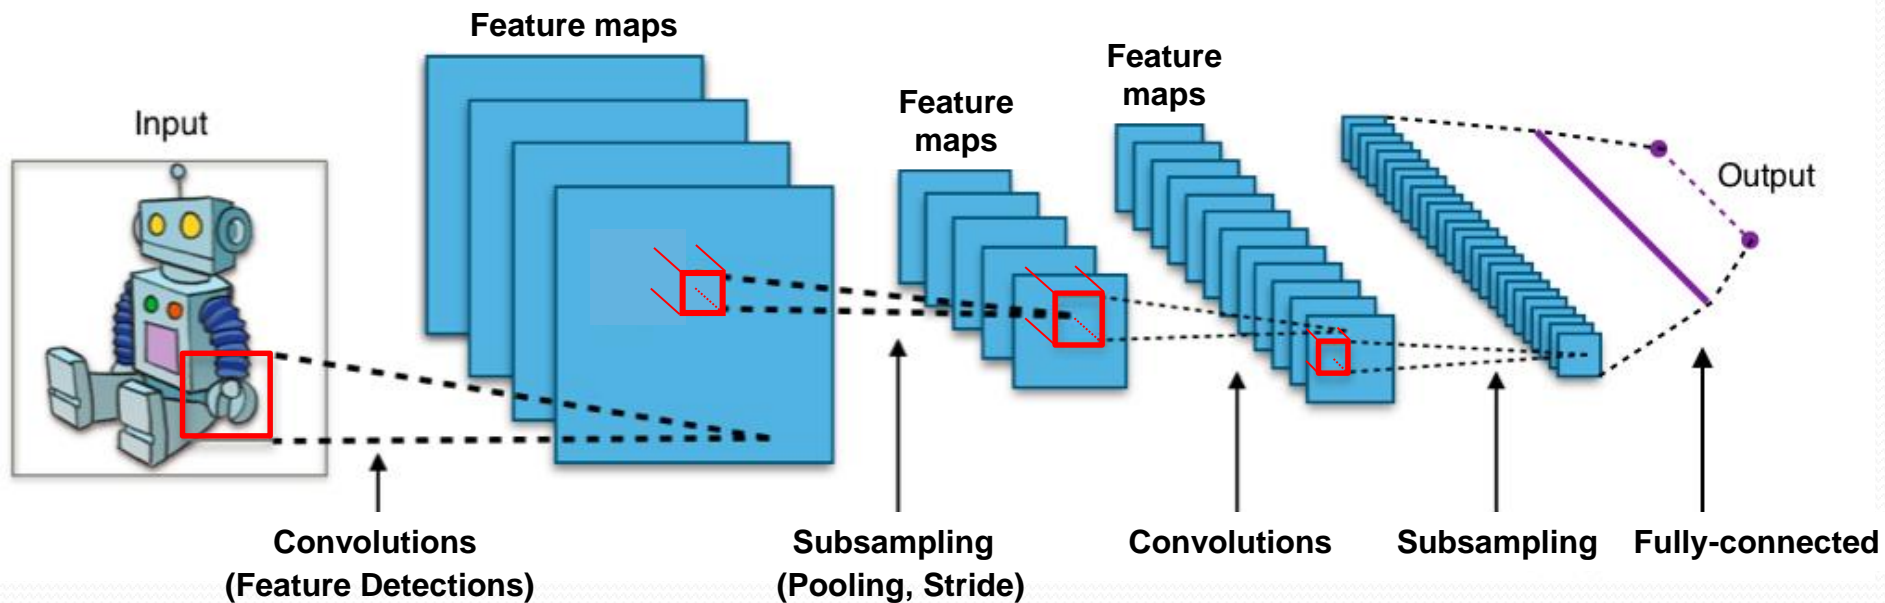 Feature maps
Feature
maps
Feature
maps
Input
Output
Convolutions
(Feature Detections)
Subsampling
(Pooling, Stride)
Convolutions
Subsampling
Fully-connected